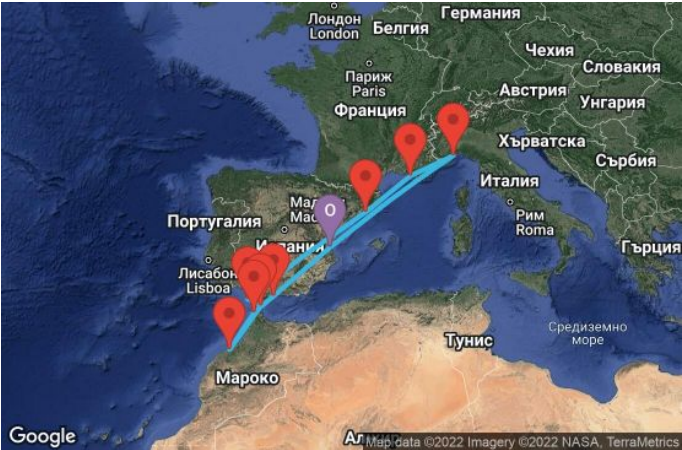 Германия
Лондон
London
Белгия
Чехия
Словакия
Париж
Paris
Австрия
Унгария
Франция
Хърватска
Сърбия
Италия
Рим
Roma
Португалия
O
Гърция
Лисабон
Lisboa
Средиземно
море
Тунис
Мароко
Google
Map data ©2022 Imagery ©2022 NASA, TerraMetrics